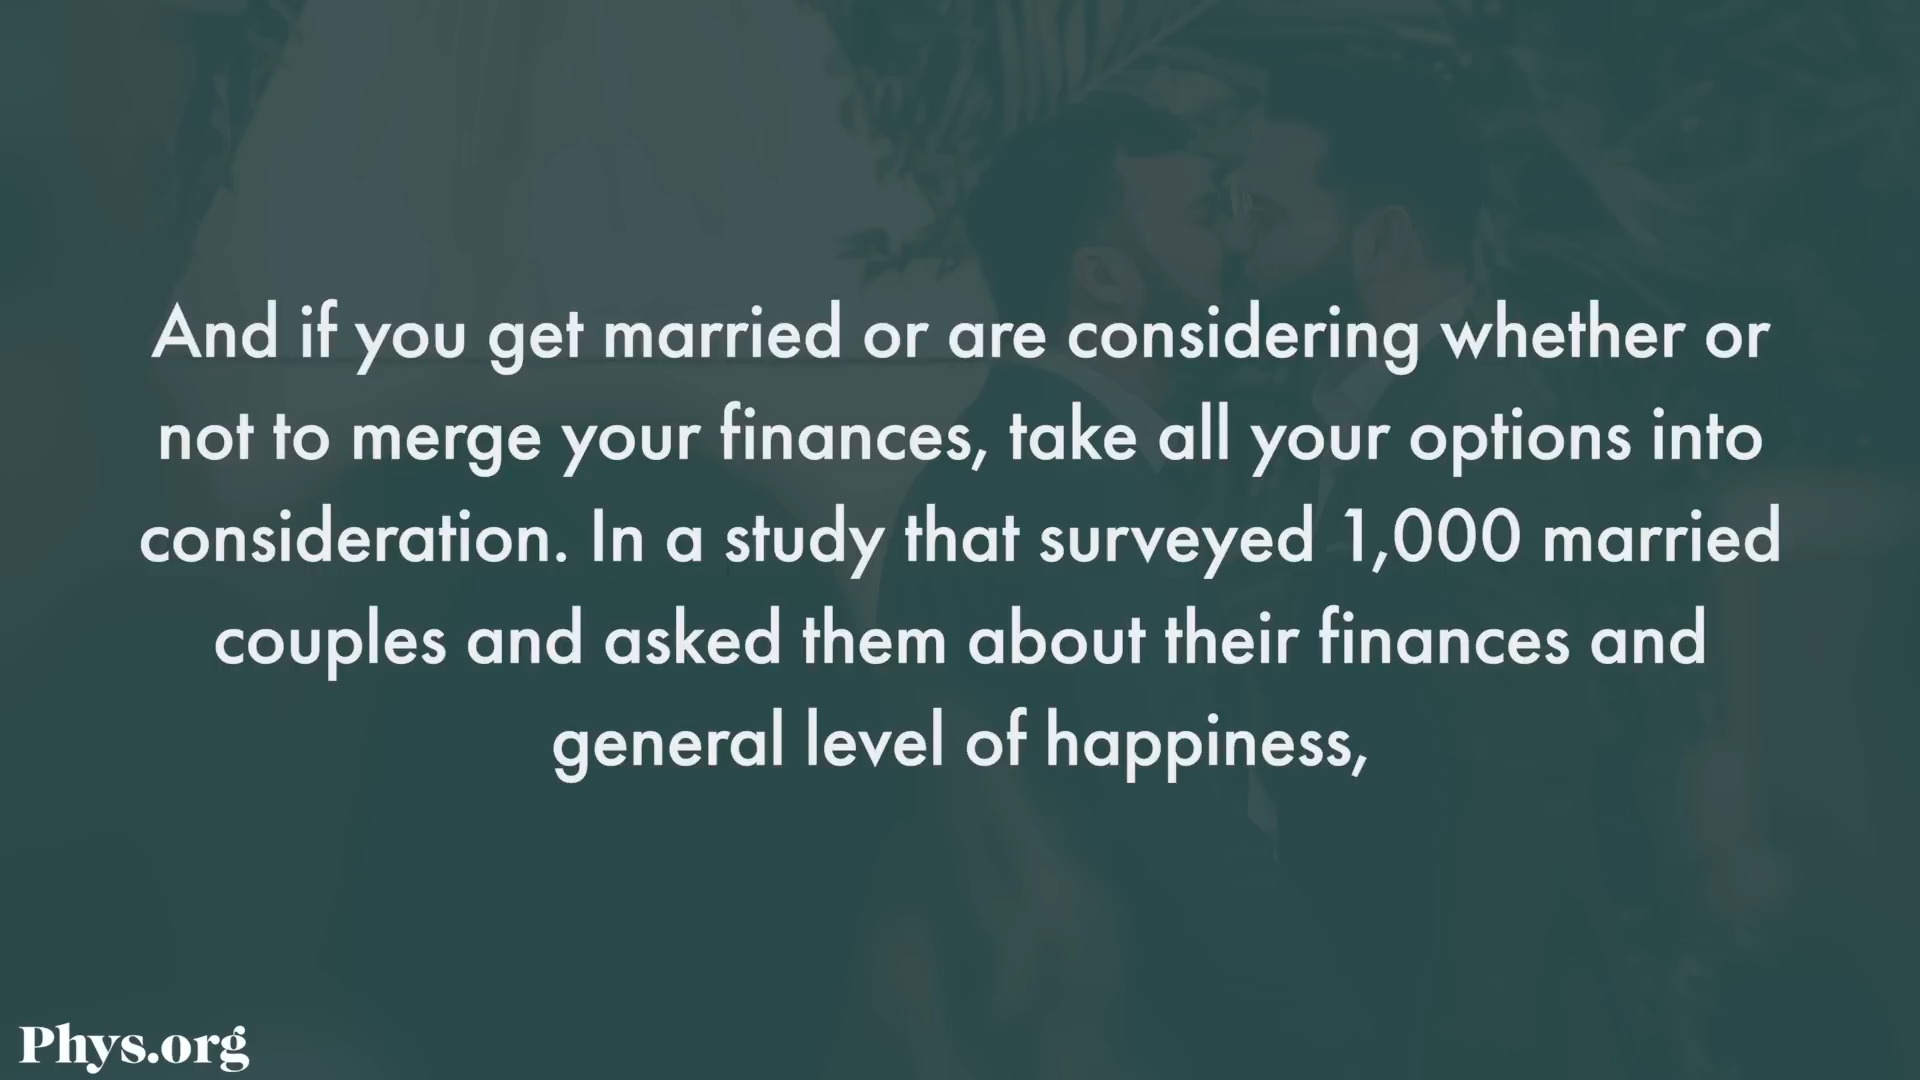 And if you get married or are considering whether or
not to merge your finances, take all your options into
consideration. In a study that surveyed 1,000 married
couples and asked them about their finances and
general level of happiness,
Phys.org